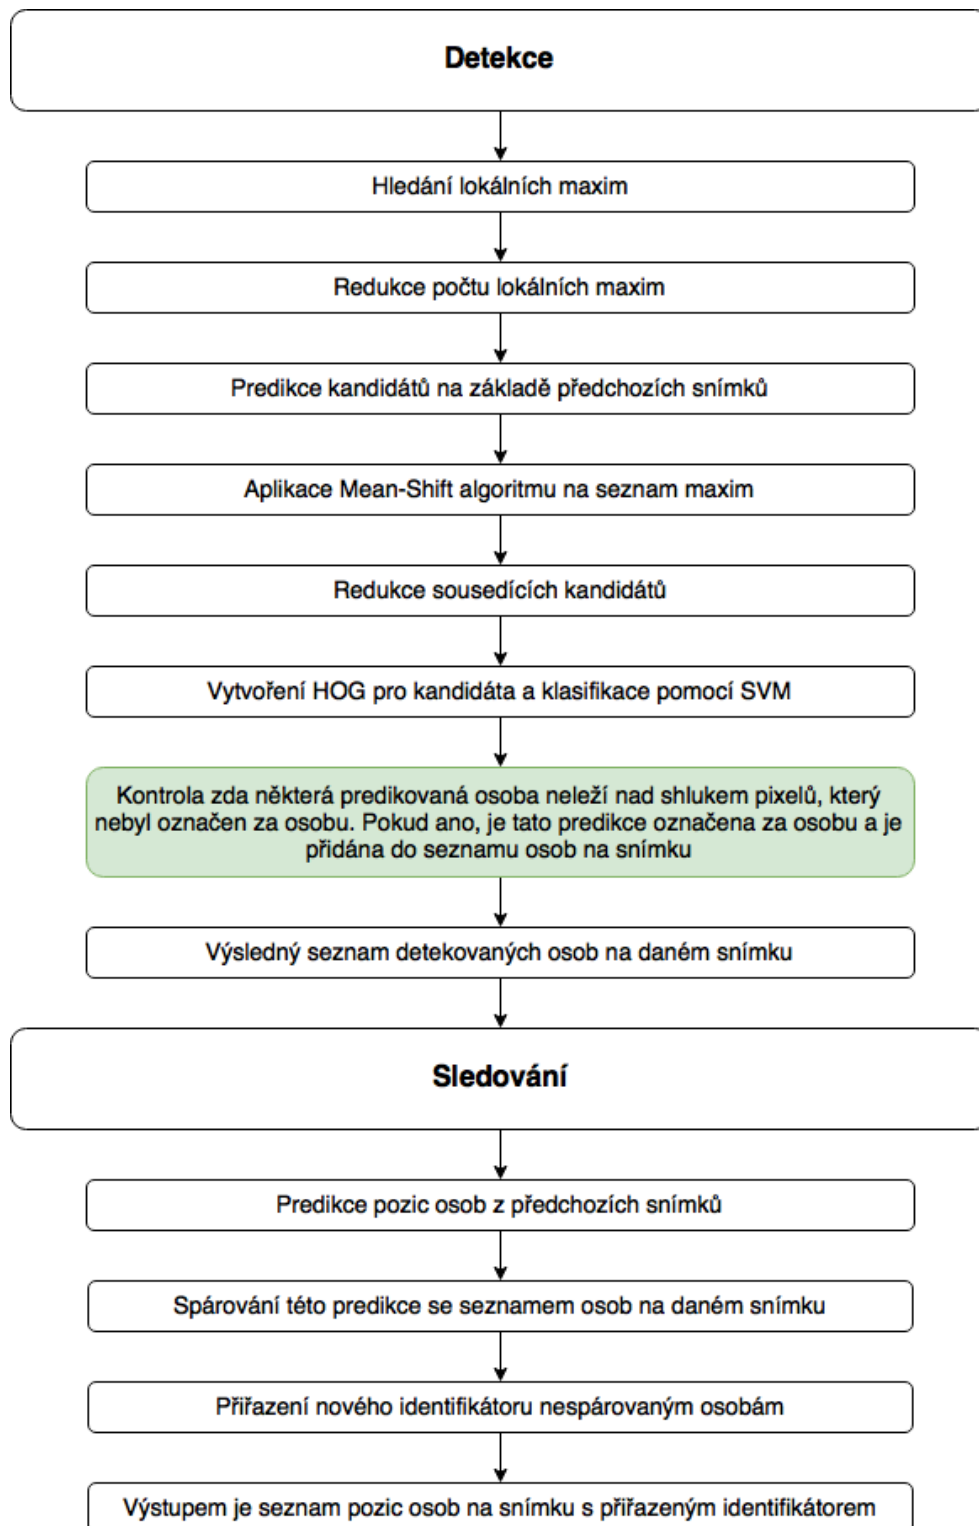 Detekce
Hledání lokálních maxim
Redukce počtu lokálních maxim
Predikce kandidátů na základě předchozích snímků
Aplikace Mean-Shift algoritmu na seznam maxim
Redukce sousedících kandidátů
Vytvoření HOG pro kandidáta a klasifikace pomocí SVM
Kontrola zda některá predikovaná osoba neleží nad shlukem pixelů, který
nebyl označen za osobu. Pokud ano, je tato predikce označena za osobu a je
přidána do seznamu osob na snímku
Výsledný seznam detekovaných osob na daném snímku
Sledování
Predikce pozic osob z předchozích snímků
Spárování této predikce se seznamem osob na daném snímku
Přiřazení nového identifikátoru nespárovaným osobám
Výstupem je seznam pozic osob na snímku s přiřazeným identifikátorem